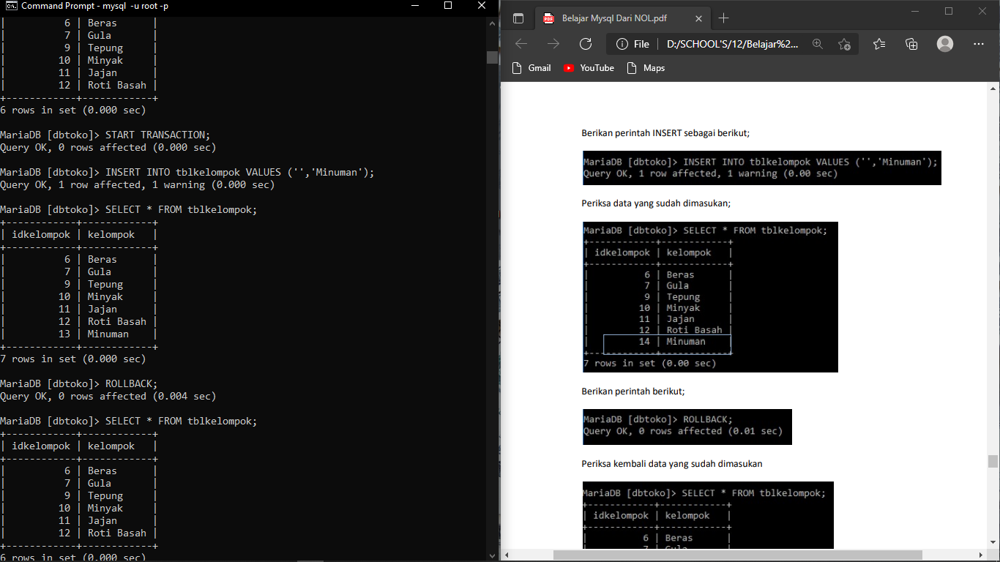 Command Prompt - mysql -u root -p
|          6 | Beras      |
|          7 | Gula       |
|          9 | Tepung     |
|         10 | Minyak     |
|         11 | Jajan      |
|         12 | Roti Basah |
+------------+------------+
6 rows in set (0.000 sec)
MariaDB [dbtoko]> START TRANSACTION;
Query OK, 0 rows affected (0.000 sec)
MariaDB [dbtoko]> INSERT INTO tblkelompok VALUES ('','Minuman');
Query OK, 1 row affected, 1 warning (0.000 sec)
MariaDB [dbtoko]> SELECT * FROM tblkelompok;
+------------+------------+
| idkelompok | kelompok   |
+------------+------------+
|          6 | Beras      |
|          7 | Gula       |
|          9 | Tepung     |
|         10 | Minyak     |
|         11 | Jajan      |
|         12 | Roti Basah |
|         13 | Minuman    |
+------------+------------+
7 rows in set (0.000 sec)
MariaDB [dbtoko]> ROLLBACK;
Query OK, 0 rows affected (0.004 sec)
MariaDB [dbtoko]> SELECT * FROM tblkelompok;
+------------+------------+
| idkelompok | kelompok   |
+------------+------------+
|          6 | Beras      |
|          7 | Gula       |
|          9 | Tepung     |
|         10 | Minyak     |
|         11 | Jajan      |
|         12 | Roti Basah |
+------------+------------+
6 rows in set (0.000 sec)
PDF Belajar Mysql Dari NOL.pdf
File | D:/SCHOOL'S/12/Belajar%2...
Gmail YouTube Maps
Berikan perintah INSERT sebagai berikut;
MariaDB [dbtoko]> INSERT INTO tblkelompok VALUES ('','Minuman');
Query OK, 1 row affected, 1 warning (0.00 sec)
Periksa data yang sudah dimasukan;
MariaDB [dbtoko]> SELECT * FROM tblkelompok;
+------------+------------+
| idkelompok | kelompok   |
+------------+------------+
|          6 | Beras      |
|          7 | Gula       |
|          9 | Tepung     |
|         10 | Minyak     |
|         11 | Jajan      |
|         12 | Roti Basah |
|         14 | Minuman    |
+------------+------------+
7 rows in set (0.00 sec)
Berikan perintah berikut;
MariaDB [dbtoko]> ROLLBACK;
Query OK, 0 rows affected (0.01 sec)
Periksa kembali data yang sudah dimasukan
MariaDB [dbtoko]> SELECT * FROM tblkelompok;
+------------+------------+
| idkelompok | kelompok   |
+------------+------------+
|          6 | Beras      |
|          7 | Gula       |